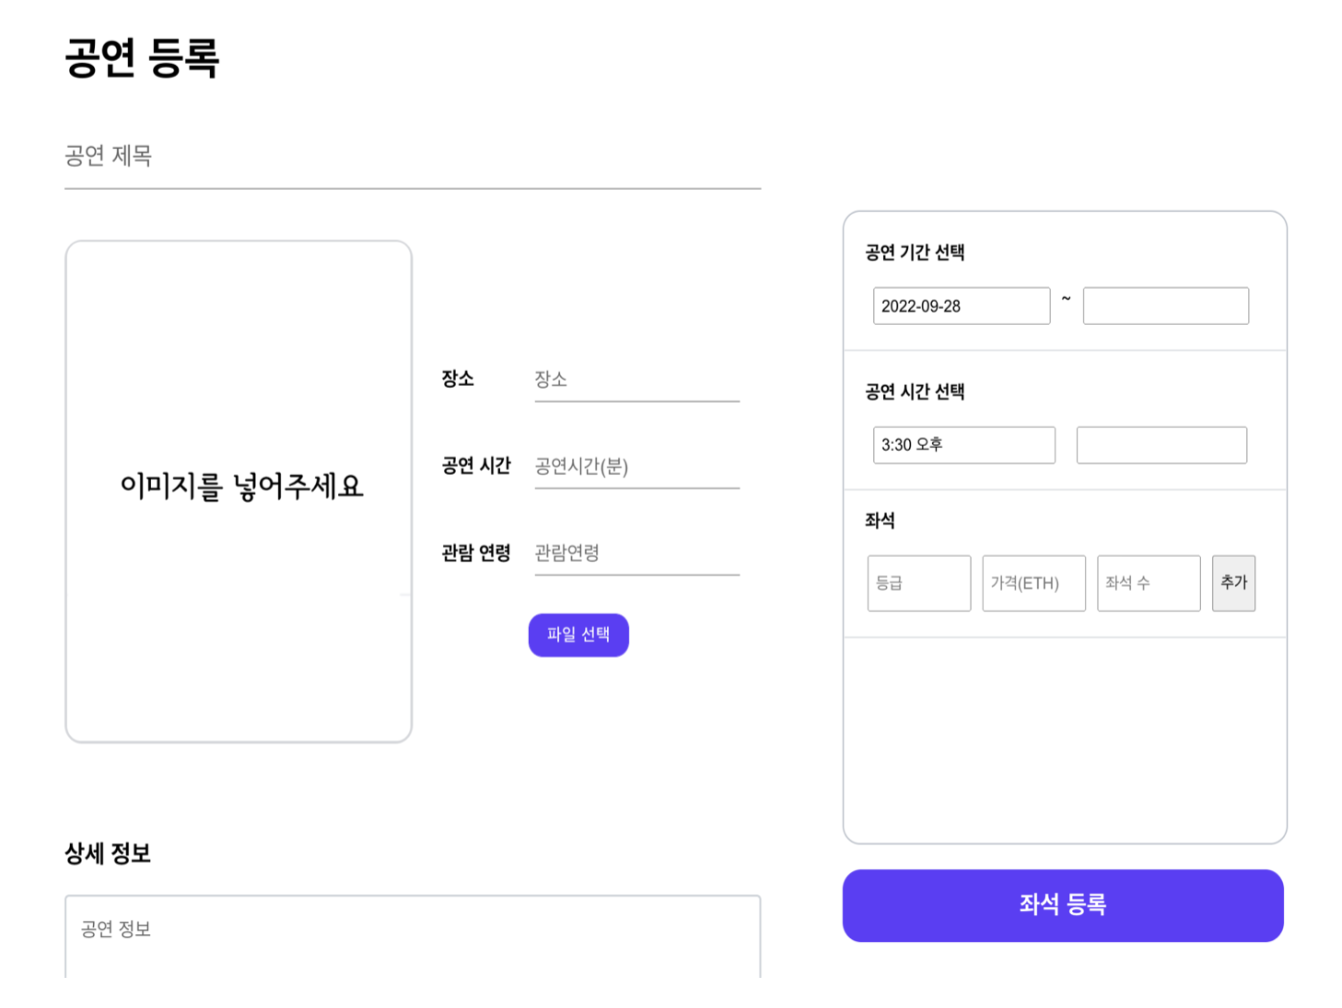 공연 등록
공연 제목
이미지를 넣어주세요
장소 장소
공연 시간 공연시간(분)
관람 연령 관람연령
파일 선택
상세 정보
공연 정보
공연 기간 선택
2022-09-28 ~
공연 시간 선택
3:30 오후
좌석
등급 가격(ETH) 좌석 수 추가
좌석 등록